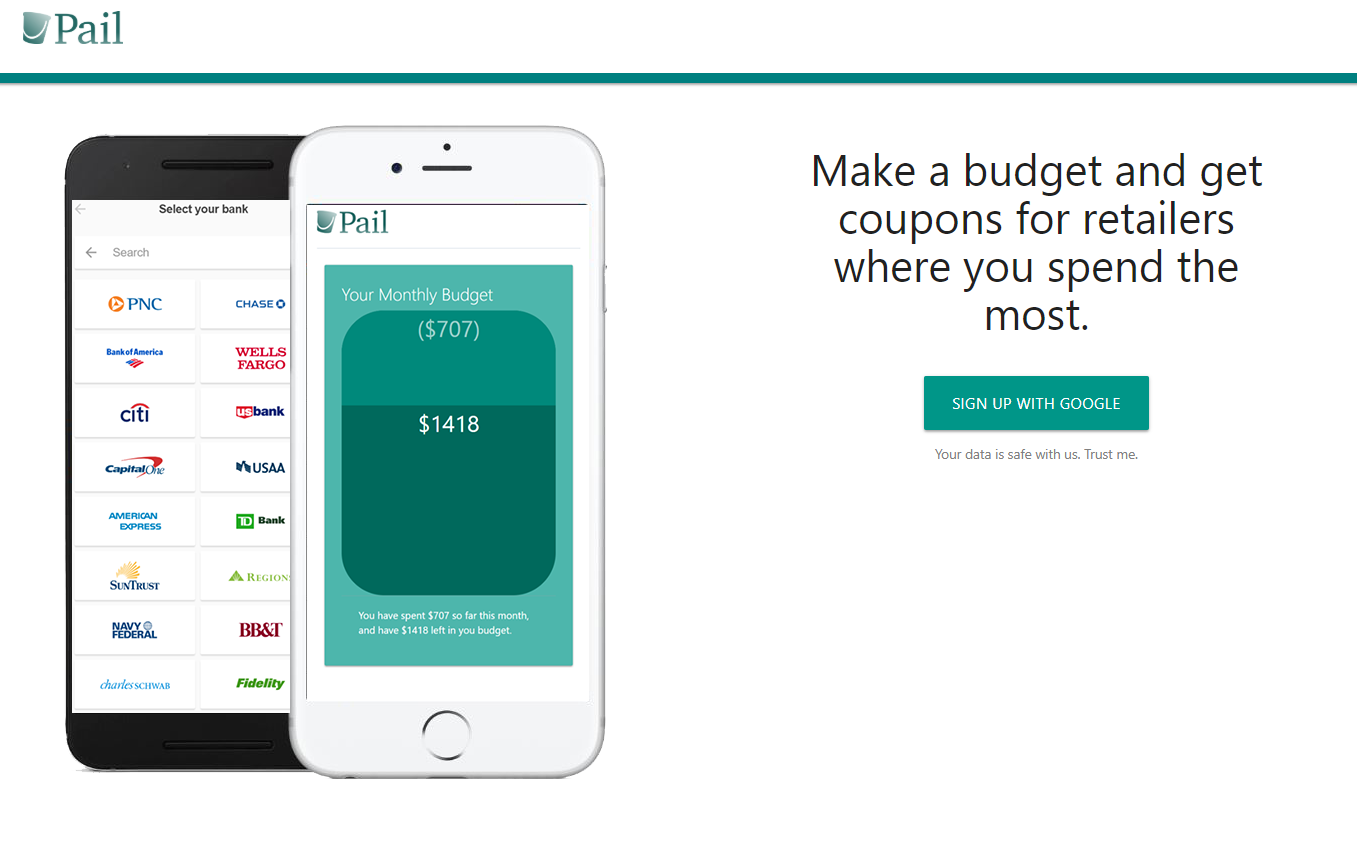 Pail
Select your bank
Search
PNC
CHASE
Bank of America
WELLS
FARGO
citi
usbank
Capital One
USAA
AMERICAN
EXPRESS
TD Bank
SUNTRUST
REGION
NAVY
FEDERAL
BB&T
charles SCHWAB
Fidelity
Pail
Your Monthly Budget
($707)
$1418
You have spent $707 so far this month,
and have $1418 left in you budget.
Make a budget and get
coupons for retailers
where you spend the
most.
SIGN UP WITH GOOGLE
Your data is safe with us. Trust me.